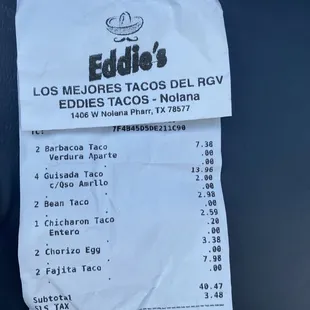 Eddie's
LOS MEJORES TACOS DEL RGV
EDDIES TACOS - Nolana
1406 W Nolana Pharr, TX 78577
7F4B45D5DE211C90
2 Barbacoa Taco 7.38
Verdura Aparte .00
.00
4 Guisada Taco 13.96
c/Qso Amrllo 2.00
.00
2 Bean Taco 2.98
.00
1 Chicharon Taco 2.59
Entero .20
.00
2 Chorizo Egg 3.38
.00
2 Fajita Taco 7.98
.00
Subtotal 40.47
SLS TAX 3.48